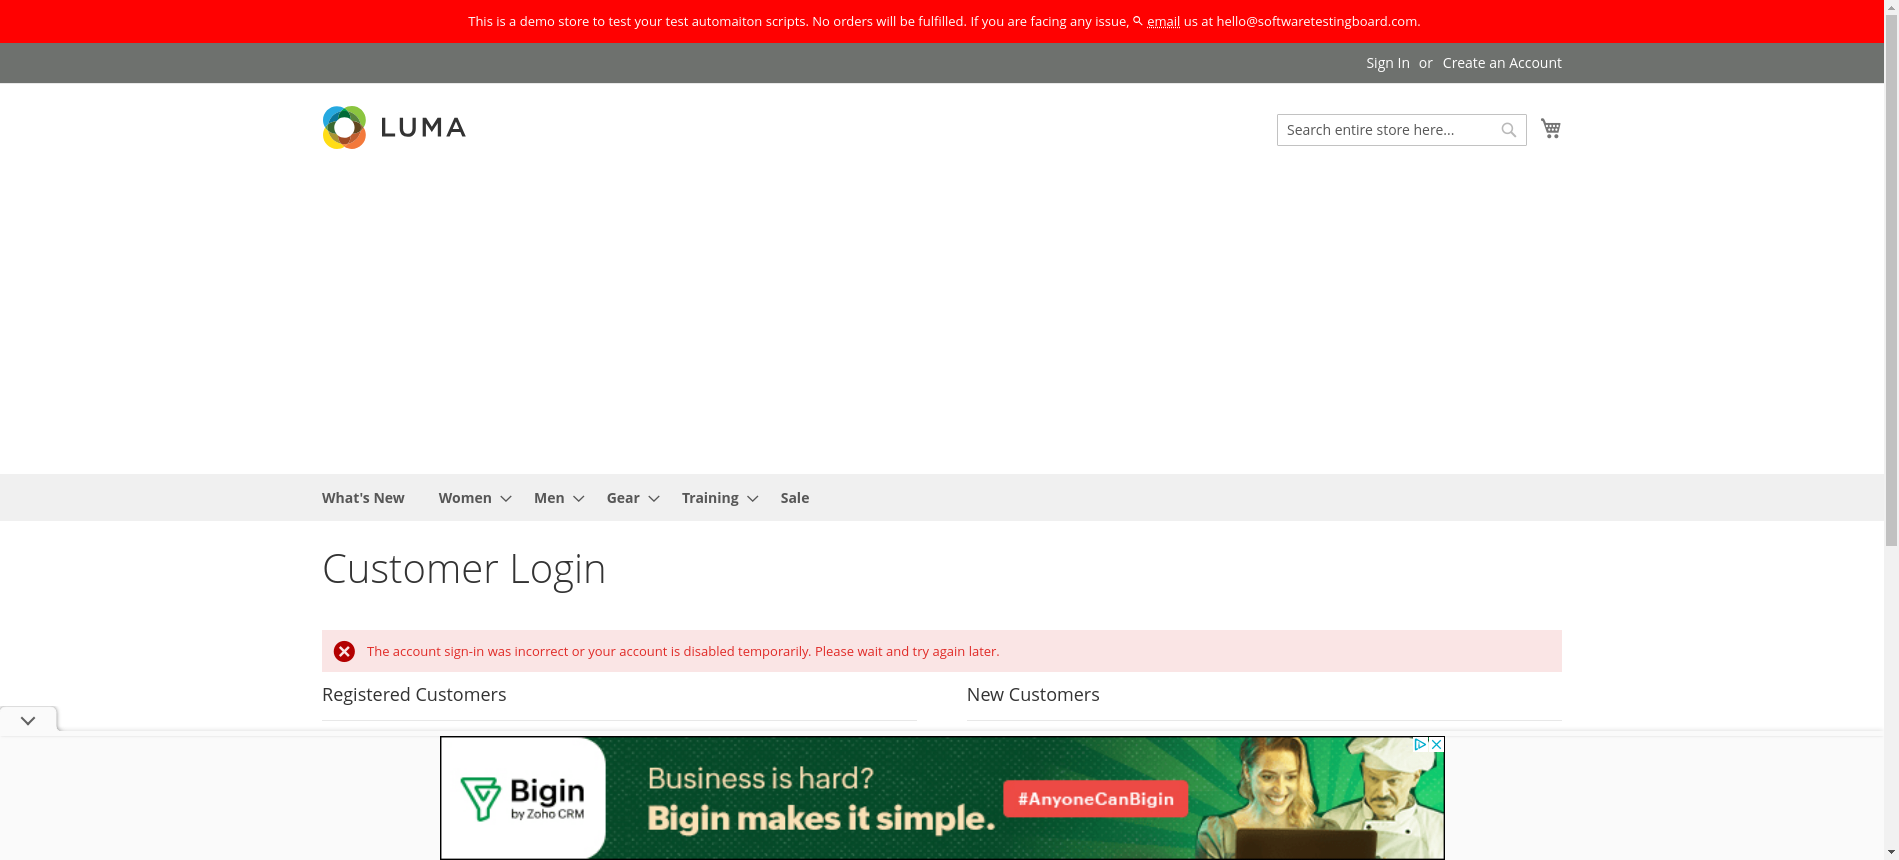 This is a demo store to test your test automaiton scripts. No orders will be fulfilled. If you are facing any issue, email us at hello@softwaretestingboard.com.
Sign In or Create an Account
LUMA
Search entire store here...
What's New Women Men Gear Training Sale
Customer Login
The account sign-in was incorrect or your account is disabled temporarily. Please wait and try again later.
Registered Customers
New Customers
Bigin
by Zoho CRM
Business is hard?
Bigin makes it simple.
#AnyoneCanBigin